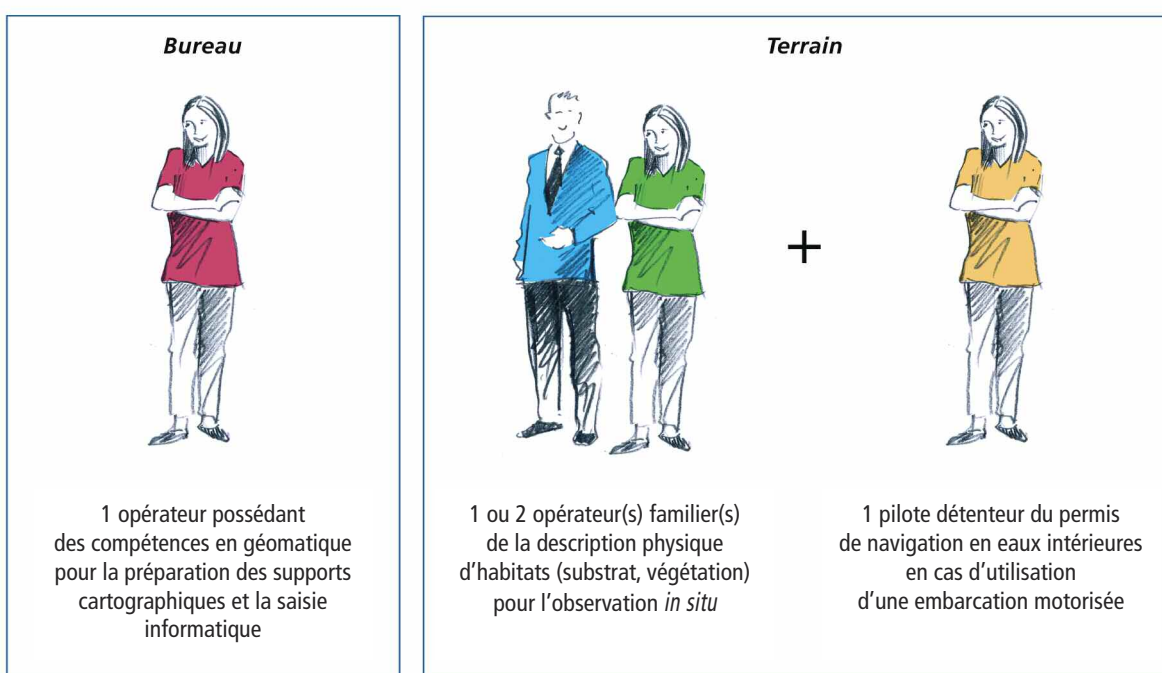 Bureau
1 opérateur possédant
des compétences en géomatique
pour la préparation des supports
cartographiques et la saisie
informatique
Terrain
+
1 ou 2 opérateur(s) familier(s)
de la description physique
d'habitats (substrat, végétation)
pour l'observation in situ
1 pilote détenteur du permis
de navigation en eaux intérieures
en cas d'utilisation
d'une embarcation motorisée